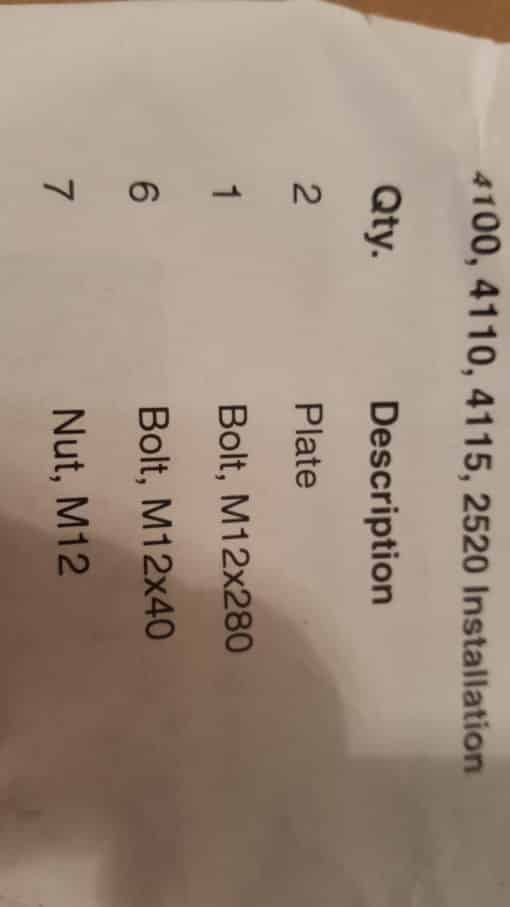 4100, 4110, 4115, 2520 Installation
Qty. Description
2 Plate
1 Bolt, M12x280
6 Bolt, M12x40
7 Nut, M12